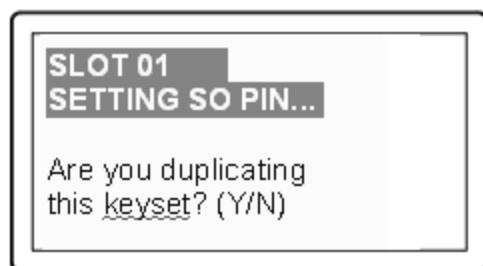 SLOT 01
SETTING SO PIN...
Are you duplicating
this keyset? (Y/N)